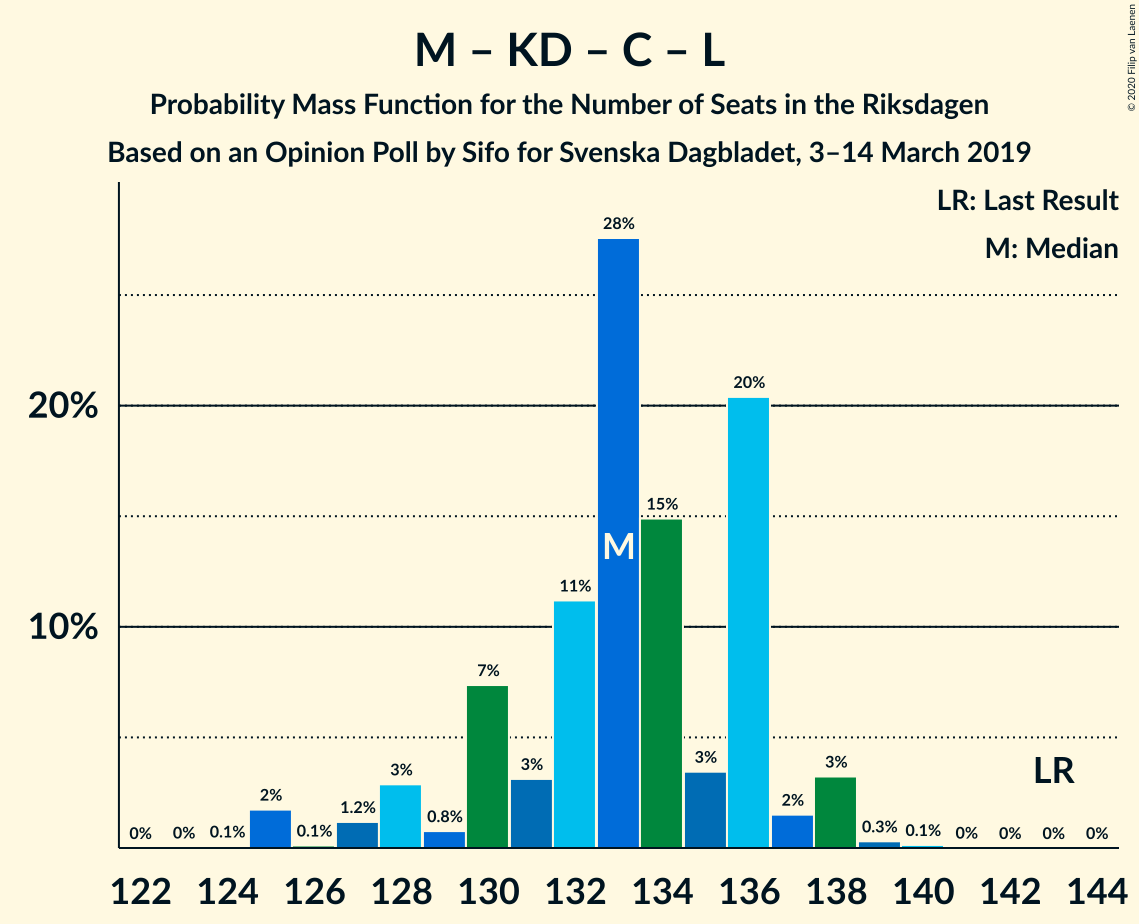 M – KD – C – L
Probability Mass Function for the Number of Seats in the Riksdagen
Based on an Opinion Poll by Sifo for Svenska Dagbladet, 3–14 March 2019
© 2020 Filip van Laenen
LR: Last Result
M: Median
28%
20%
20%
15%
M
11%
10%
7%
LR
3%
3%
3%
3%
2%
2%
1.2%
0.8%
0% 0% 0.1% 0.1% 0.3% 0.1% 0% 0% 0% 0%
122 124 126 128 130 132 134 136 138 140 142 144